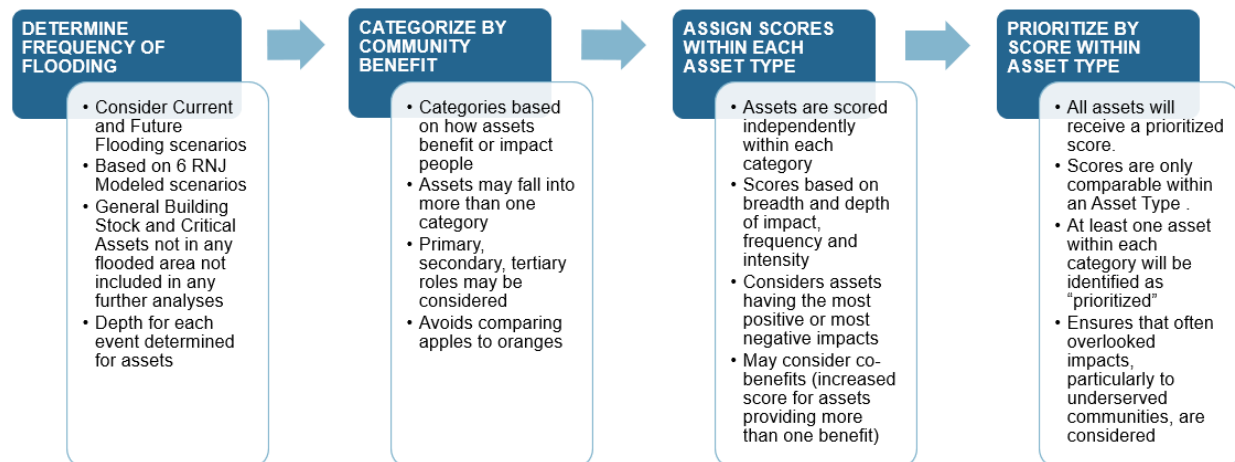 DETERMINE
FREQUENCY OF
FLOODING
• Consider Current
and Future
Flooding scenarios
• Based on 6 RNJ
Modeled scenarios
• General Building
Stock and Critical
Assets not in any
flooded area not
included in any
further analyses
• Depth for each
event determined
for assets
CATEGORIZE BY
COMMUNITY
BENEFIT
• Categories based
on how assets
benefit or impact
people
• Assets may fall into
more than one
category
• Primary,
secondary, tertiary
roles may be
considered
• Avoids comparing
apples to oranges
ASSIGN SCORES
WITHIN EACH
ASSET TYPE
• Assets are scored
independently
within each
category
• Scores based on
breadth and depth
of impact,
frequency and
intensity
• Considers assets
having the most
positive or most
negative impacts
• May consider co-
benefits (increased
score for assets
providing more
than one benefit)
PRIORITIZE BY
SCORE WITHIN
ASSET TYPE
• All assets will
receive a prioritized
score.
• Scores are only
comparable within
an Asset Type .
• At least one asset
within each
category will be
identified as
“prioritized”
• Ensures that often
overlooked
impacts,
particularly to
underserved
communities, are
considered